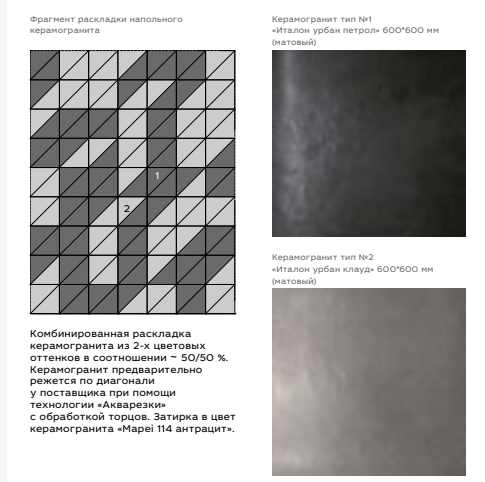 Фрагмент раскладки напольного
керамогранита
1
2
Комбинированная раскладка
керамогранита из 2-х цветовых
оттенков в соотношении ~ 50/50 %.
Керамогранит предварительно
режется по диагонали
у поставщика при помощи
технологии «Акварезки»
с обработкой торцов. Затирка в цвет
керамогранита «Mapei 114 антрацит».
Керамогранит тип №1
«Италон урбан петрол» 600*600 мм
(матовый)
Керамогранит тип №2
«Италон урбан клауд» 600*600 мм
(матовый)